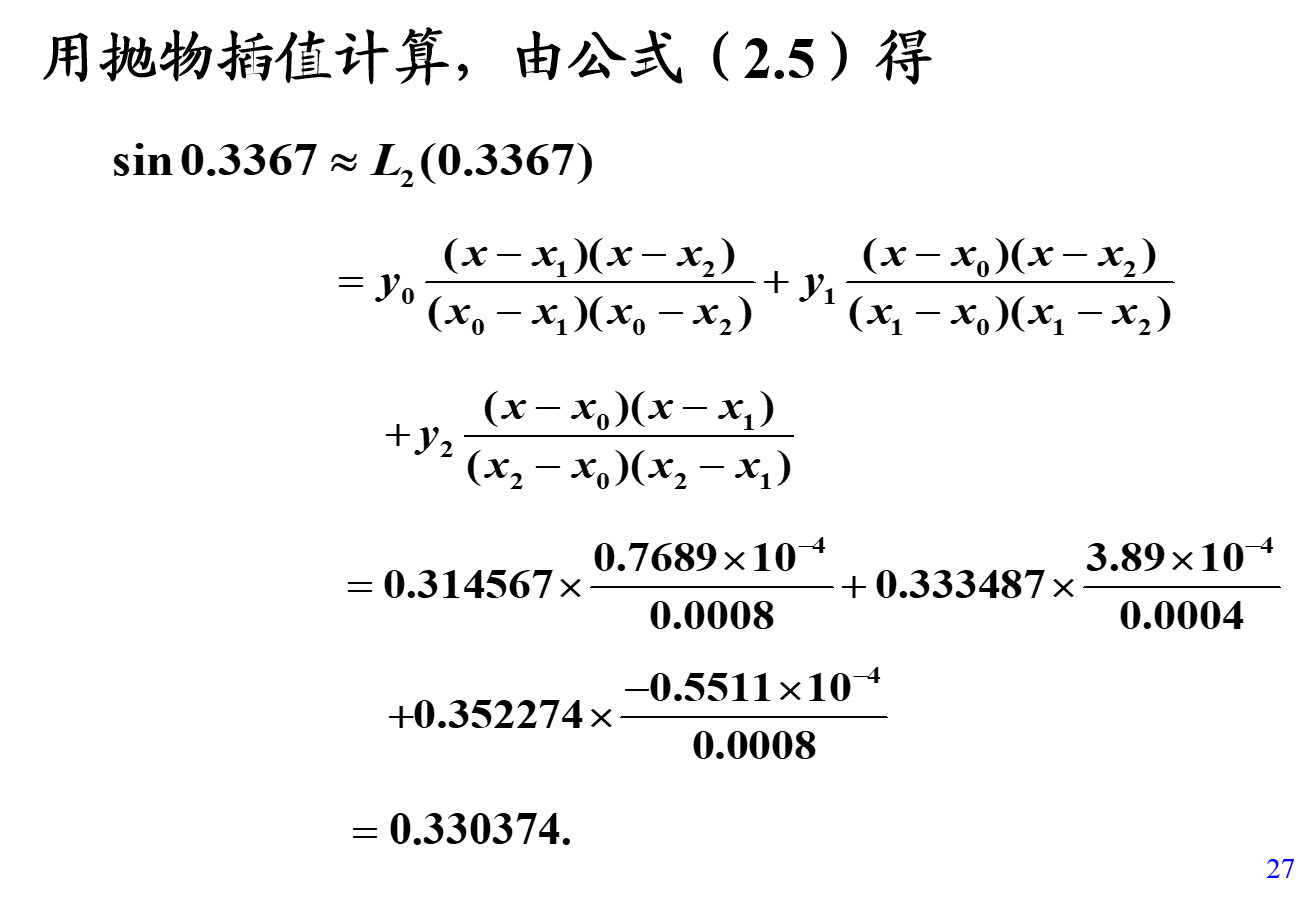 用抛物插值计算，由公式（2.5）得
sin 0.3367 ≈ L₂(0.3367)
= y₀ (x − x₁)(x − x₂) / (x₀ − x₁)(x₀ − x₂) + y₁ (x − x₀)(x − x₂) / (x₁ − x₀)(x₁ − x₂)
+ y₂ (x − x₀)(x − x₁) / (x₂ − x₀)(x₂ − x₁)
= 0.314567 × 0.7689 × 10⁻⁴ / 0.0008 + 0.333487 × 3.89 × 10⁻⁴ / 0.0004
+0.352274 × −0.5511 × 10⁻⁴ / 0.0008
= 0.330374.
27